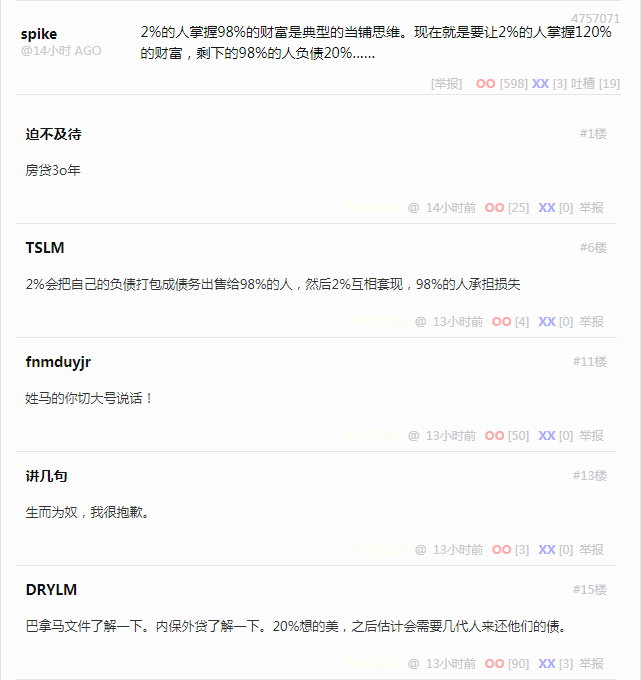 4757071
spike
@14小时 AGO
2%的人掌握98%的财富是典型的当铺思维。现在就是要让2%的人掌握120%
的财富，剩下的98%的人负债20%……
[举报] OO [598] XX [3] 吐槽 [19]
迫不及待 #1楼
房贷3o年
@ 14小时前 OO [25] XX [0] 举报
TSLM #6楼
2%会把自己的负债打包成债务出售给98%的人，然后2%互相套现，98%的人承担损失
@ 13小时前 OO [4] XX [0] 举报
fnmduyjr #11楼
姓马的你切大号说话！
@ 13小时前 OO [50] XX [0] 举报
讲几句 #13楼
生而为奴，我很抱歉。
@ 13小时前 OO [3] XX [0] 举报
DRYLM #15楼
巴拿马文件了解一下。内保外贷了解一下。20%想的美，之后估计会需要几代人来还他们的债。
@ 13小时前 OO [90] XX [3] 举报